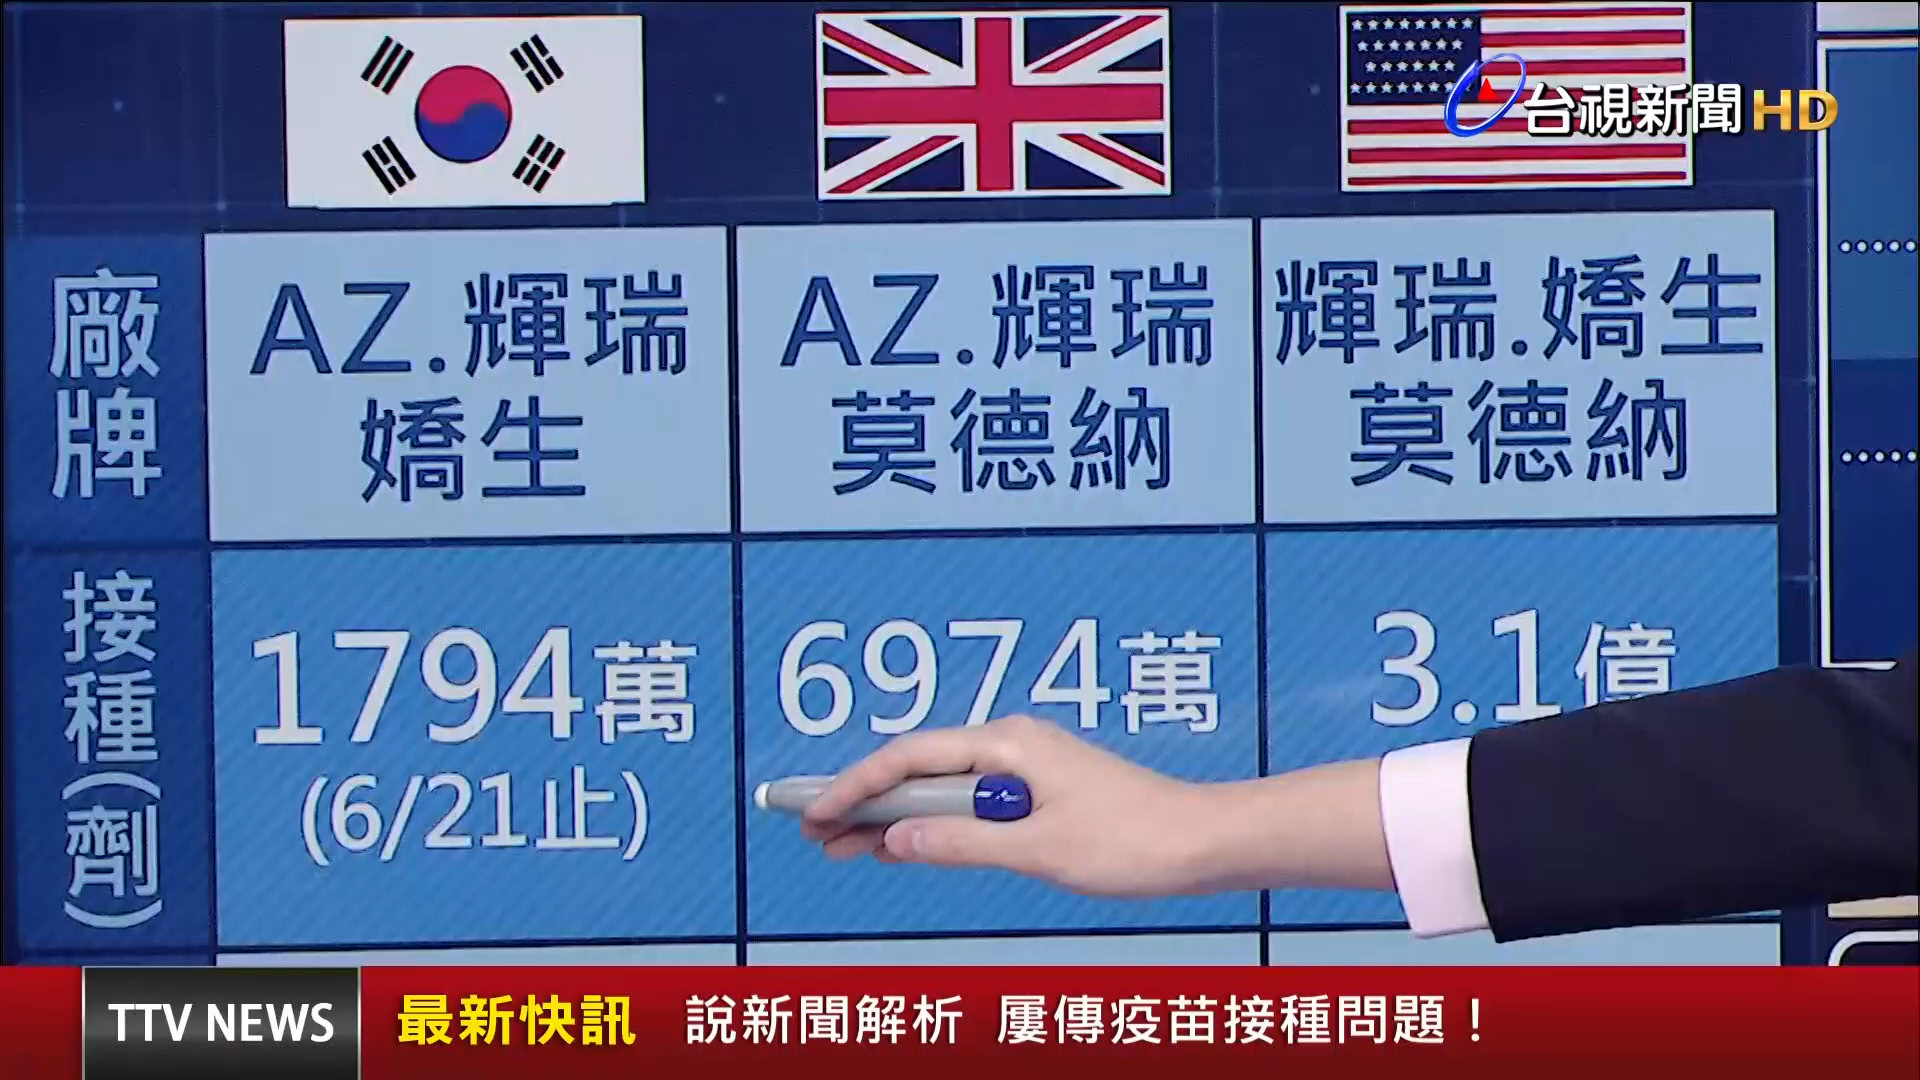 台視新聞HD
廠牌
AZ.輝瑞
嬌生
AZ.輝瑞
莫德納
輝瑞.嬌生
莫德納
接種(劑)
1794萬
(6/21止)
6974萬
3.1億
TTV NEWS
最新快訊 說新聞解析 屢傳疫苗接種問題！